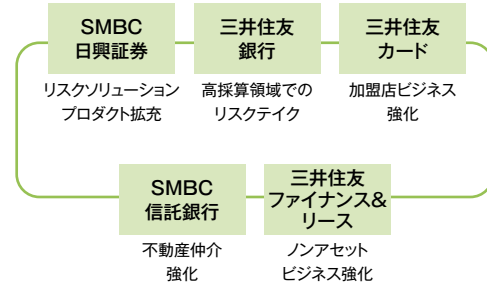 SMBC
日興証券
リスクソリューション
プロダクト拡充
三井住友
銀行
高採算領域での
リスクテイク
三井住友
カード
加盟店ビジネス
強化
SMBC
信託銀行
不動産仲介
強化
三井住友
ファイナンス&
リース
ノンアセット
ビジネス強化